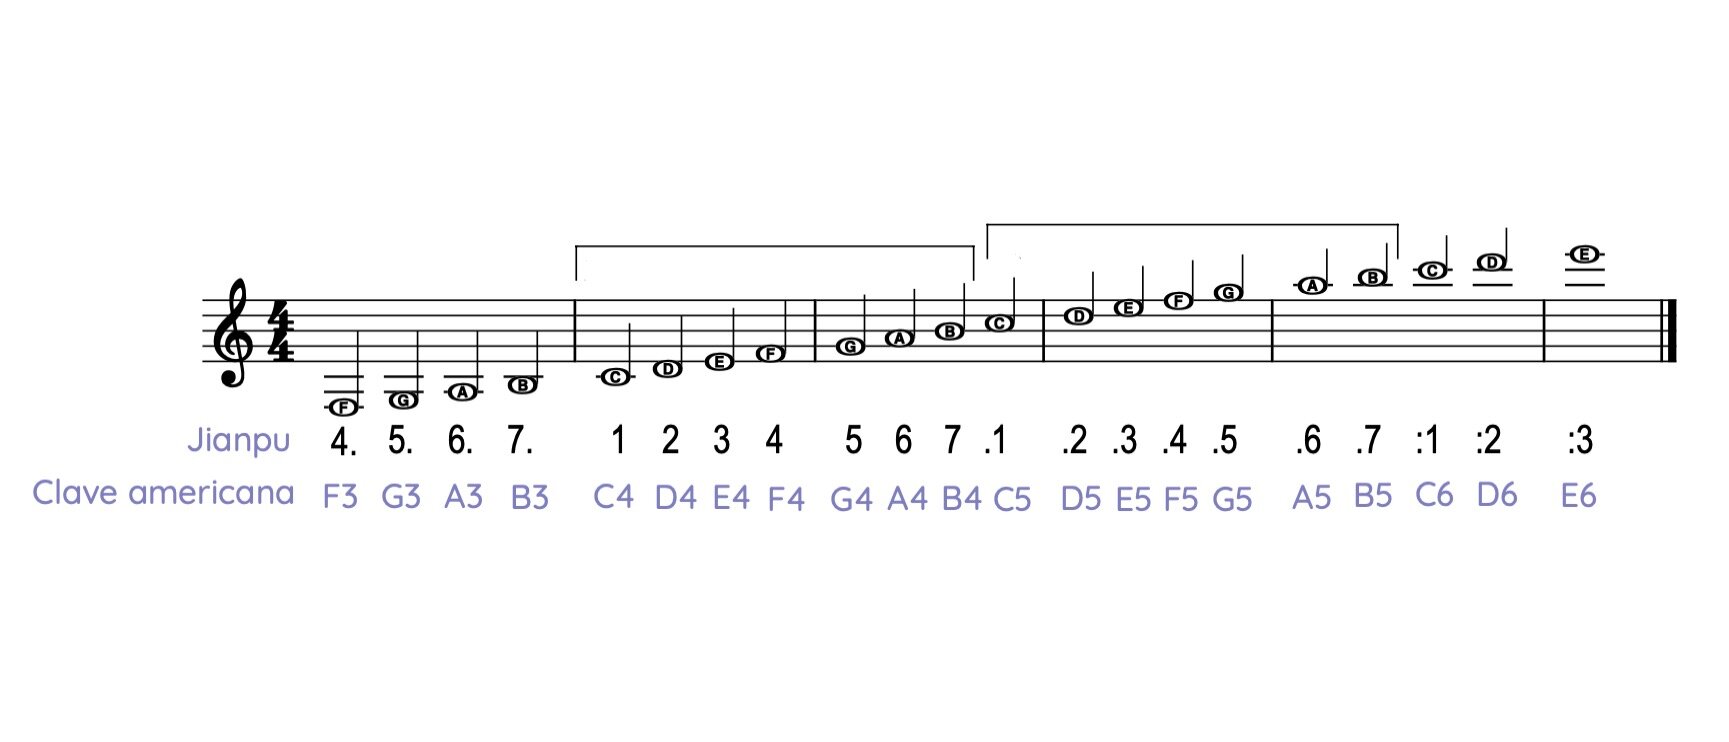 4 4
F G A B C D E F G A B C D E F G A B C D E
Jianpu 4. 5. 6. 7. 1 2 3 4 5 6 7 .1 .2 .3 .4 .5 .6 .7 :1 :2 :3
Clave americana F3 G3 A3 B3 C4 D4 E4 F4 G4 A4 B4 C5 D5 E5 F5 G5 A5 B5 C6 D6 E6